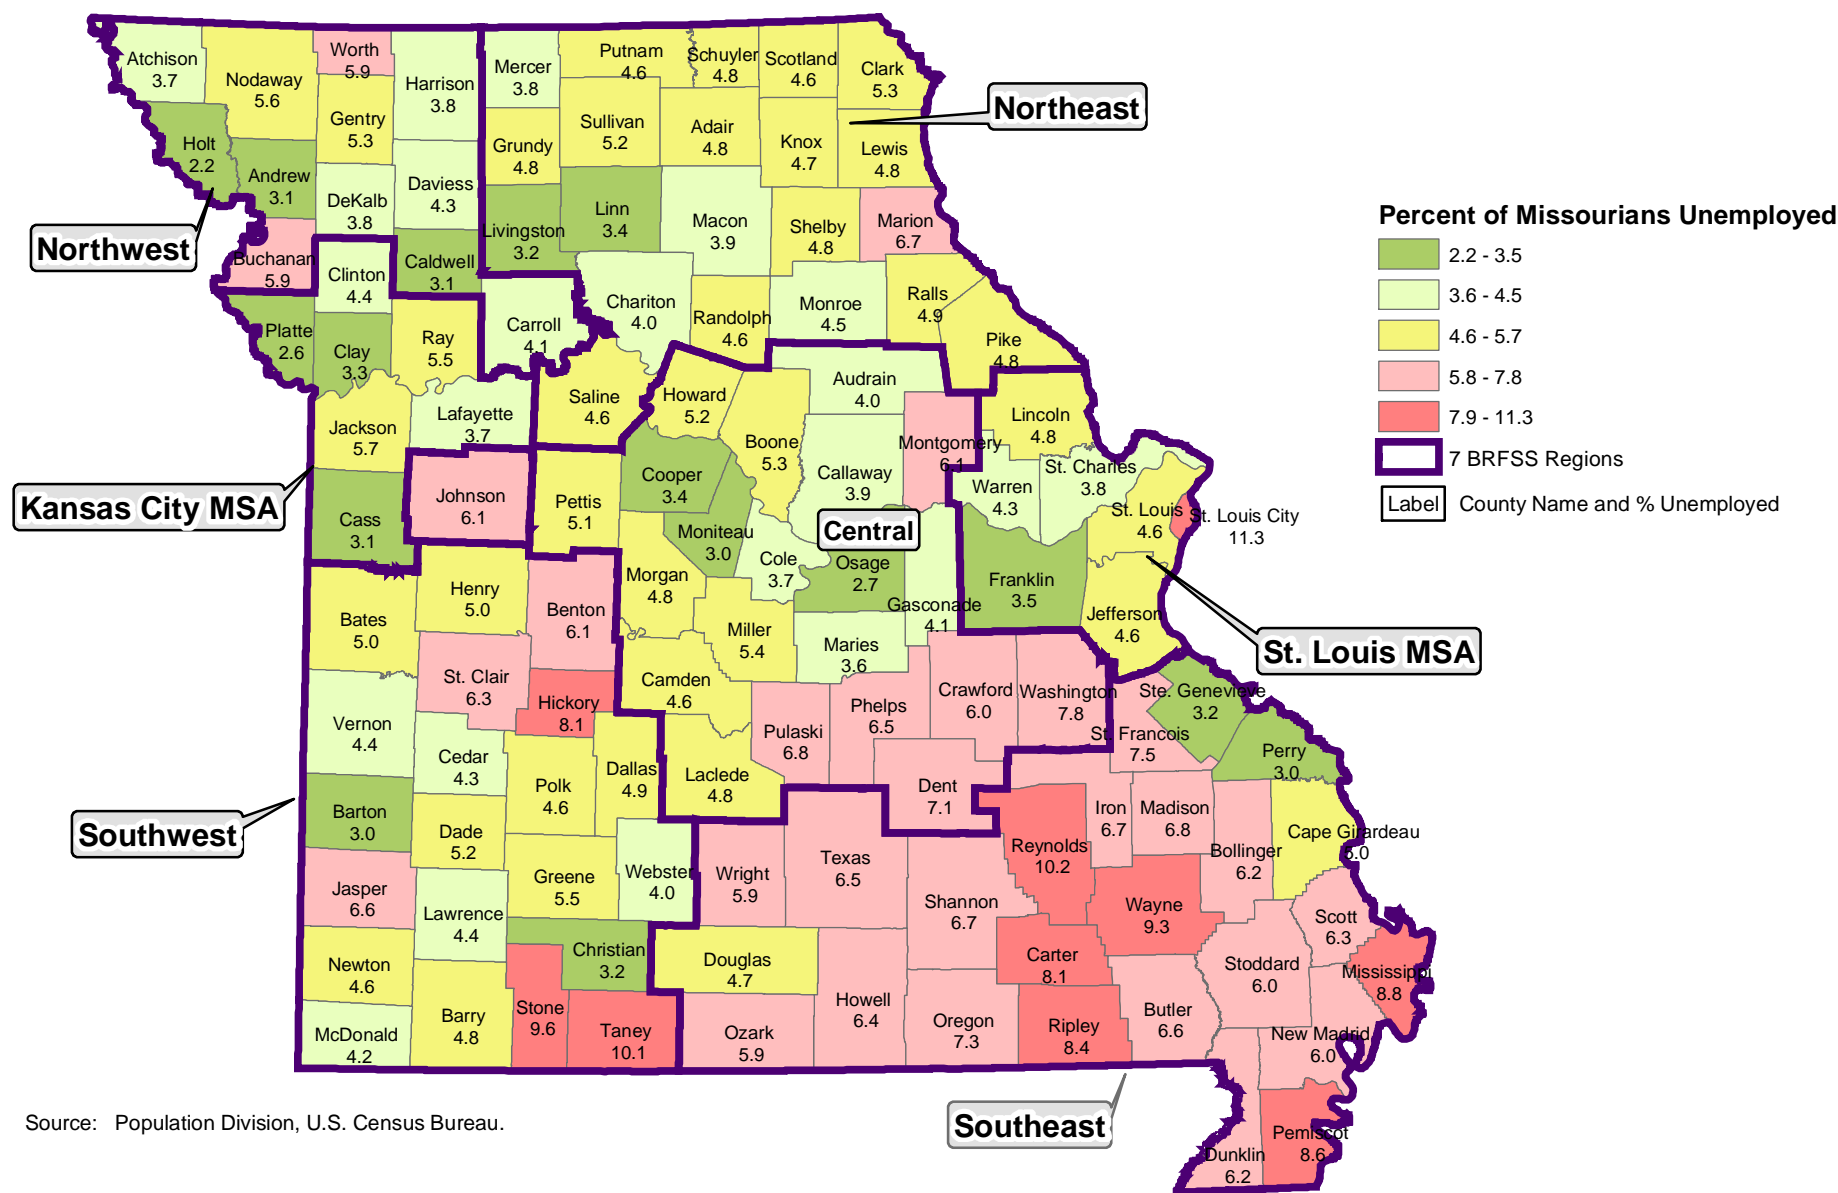 Atchison
3.7
Nodaway
5.6
Worth
5.9
Harrison
3.8
Mercer
3.8
Putnam
4.6
Schuyler
4.8
Scotland
4.6
Clark
5.3
Northeast
Holt
2.2
Andrew
3.1
Gentry
5.3
DeKalb
3.8
Daviess
4.3
Grundy
4.8
Sullivan
5.2
Adair
4.8
Knox
4.7
Lewis
4.8
Northwest
Buchanan
5.9
Clinton
4.4
Caldwell
3.1
Livingston
3.2
Linn
3.4
Macon
3.9
Shelby
4.8
Marion
6.7
Platte
2.6
Clay
3.3
Ray
5.5
Carroll
4.1
Chariton
4.0
Randolph
4.6
Monroe
4.5
Ralls
4.9
Pike
4.8
Jackson
5.7
Lafayette
3.7
Saline
4.6
Howard
5.2
Boone
5.3
Audrain
4.0
Callaway
3.9
Montgomery
6.1
Lincoln
4.8
Warren
4.3
St. Charles
3.8
St. Louis
4.6
St. Louis City
11.3
Kansas City MSA
Cass
3.1
Johnson
6.1
Pettis
5.1
Cooper
3.4
Moniteau
3.0
Cole
3.7
Central
Osage
2.7
Gasconade
4.1
Franklin
3.5
Jefferson
4.6
St. Louis MSA
Bates
5.0
Henry
5.0
Benton
6.1
Morgan
4.8
Miller
5.4
Maries
3.6
Camden
4.6
Vernon
4.4
St. Clair
6.3
Hickory
8.1
Cedar
4.3
Polk
4.6
Dallas
4.9
Laclede
4.8
Pulaski
6.8
Phelps
6.5
Crawford
6.0
Washington
7.8
Ste. Genevieve
3.2
St. Francois
7.5
Perry
3.0
Dent
7.1
Southwest
Barton
3.0
Dade
5.2
Jasper
6.6
Lawrence
4.4
Greene
5.5
Webster
4.0
Wright
5.9
Texas
6.5
Shannon
6.7
Reynolds
10.2
Iron
6.7
Madison
6.8
Bollinger
6.2
Cape Girardeau
5.0
Newton
4.6
McDonald
4.2
Barry
4.8
Stone
9.6
Christian
3.2
Taney
10.1
Douglas
4.7
Ozark
5.9
Howell
6.4
Oregon
7.3
Carter
8.1
Ripley
8.4
Wayne
9.3
Butler
6.6
Stoddard
6.0
Scott
6.3
Mississippi
8.8
New Madrid
6.0
Pemiscot
8.6
Dunklin
6.2
Southeast
Percent of Missourians Unemployed
2.2 - 3.5
3.6 - 4.5
4.6 - 5.7
5.8 - 7.8
7.9 - 11.3
7 BRFSS Regions
Label County Name and % Unemployed
Source: Population Division, U.S. Census Bureau.